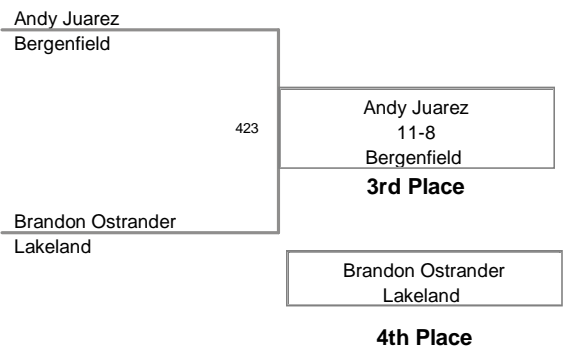 Andy Juarez
Bergenfield
423
Andy Juarez
11-8
Bergenfield
3rd Place
Brandon Ostrander
Lakeland
Brandon Ostrander
Lakeland
4th Place